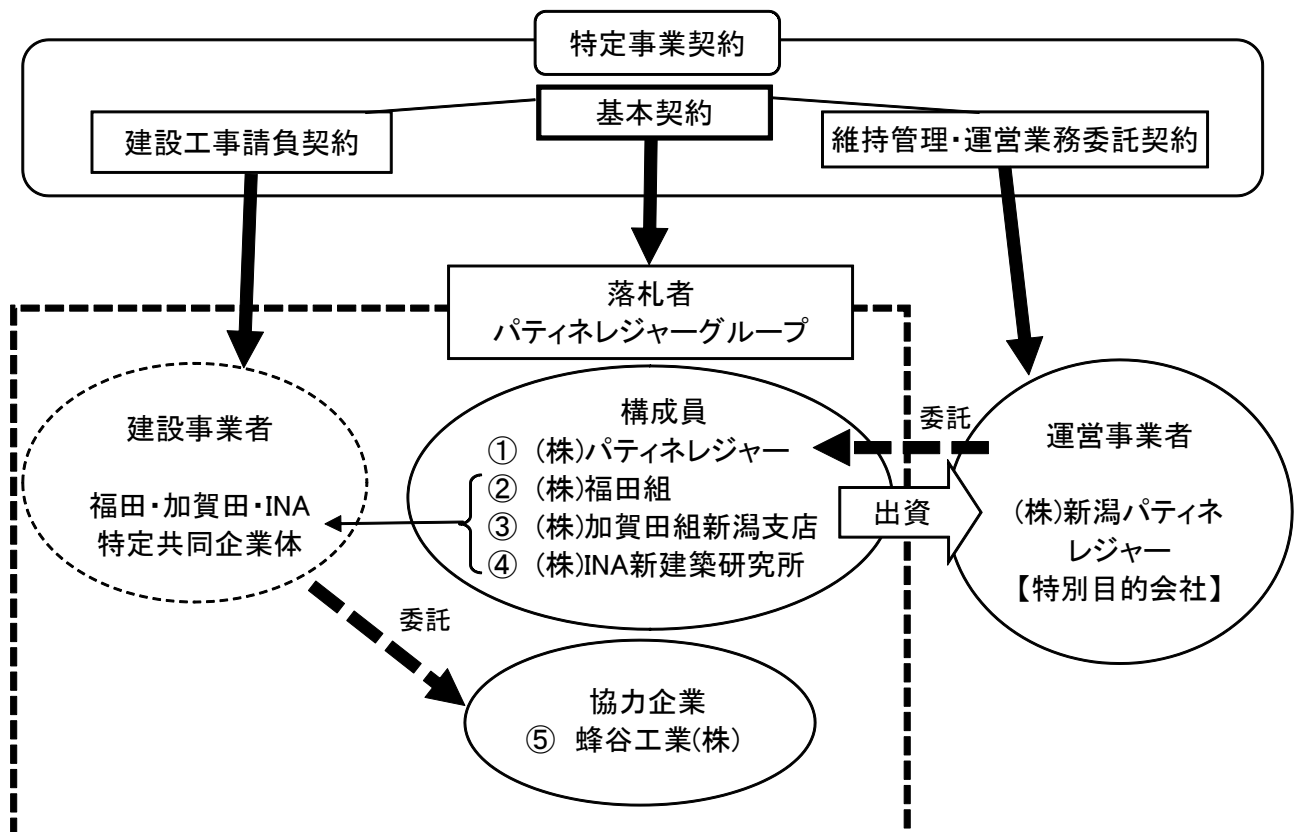 特定事業契約
基本契約
建設工事請負契約
維持管理・運営業務委託契約
落札者
パティネレジャーグループ
建設事業者
福田・加賀田・INA
特定共同企業体
構成員
① (株)パティネレジャー
② (株)福田組
③ (株)加賀田組新潟支店
④ (株)INA新建築研究所
委託
出資
運営事業者
(株)新潟パティネ
レジャー
【特別目的会社】
委託
協力企業
⑤ 蜂谷工業(株)